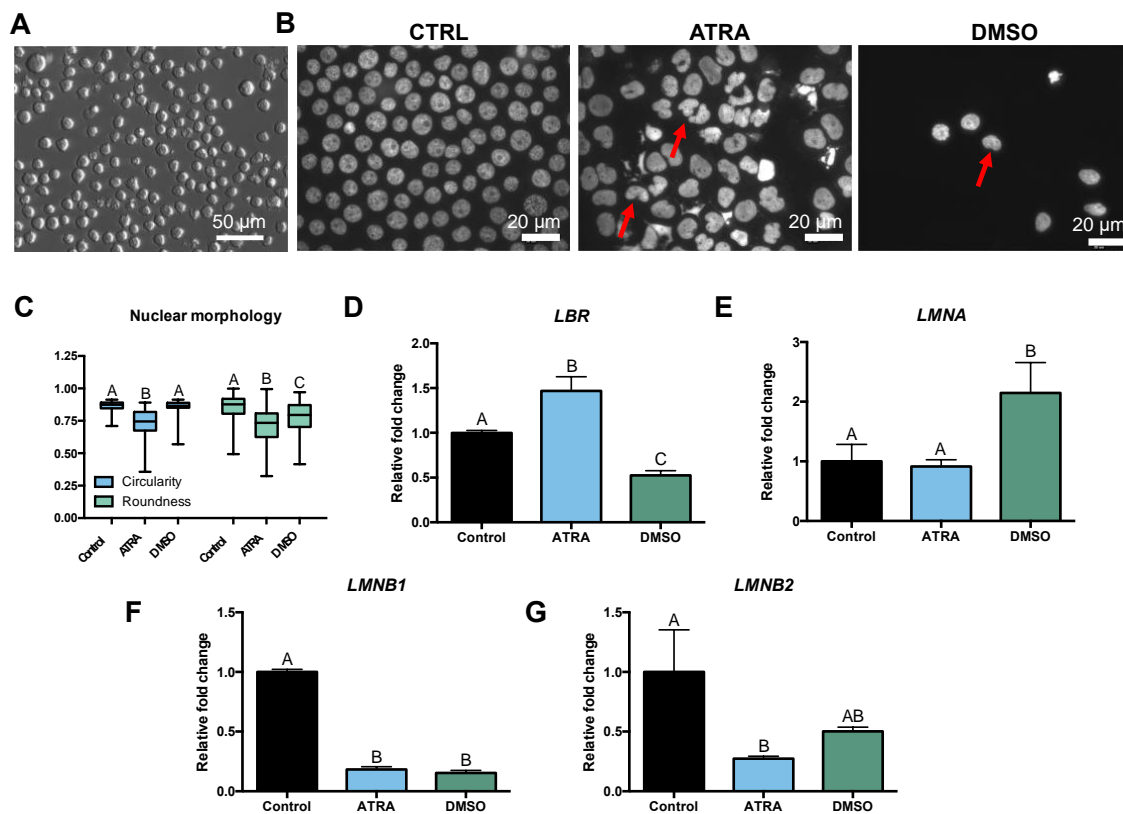 A
B
CTRL
ATRA
DMSO
50 µm
20 µm
20 µm
20 µm
C
Nuclear morphology
1.25
1.00
0.75
0.50
0.25
0.00
A
B
A
A
B
C
Circularity
Roundness
Control
ATRA
DMSO
Control
ATRA
DMSO
D
LBR
Relative fold change
2.0
1.5
1.0
0.5
0.0
A
B
C
Control
ATRA
DMSO
E
LMNA
Relative fold change
3
2
1
0
A
A
B
Control
ATRA
DMSO
F
LMNB1
Relative fold change
1.5
1.0
0.5
0.0
A
B
B
Control
ATRA
DMSO
G
LMNB2
Relative fold change
1.5
1.0
0.5
0.0
A
B
AB
Control
ATRA
DMSO